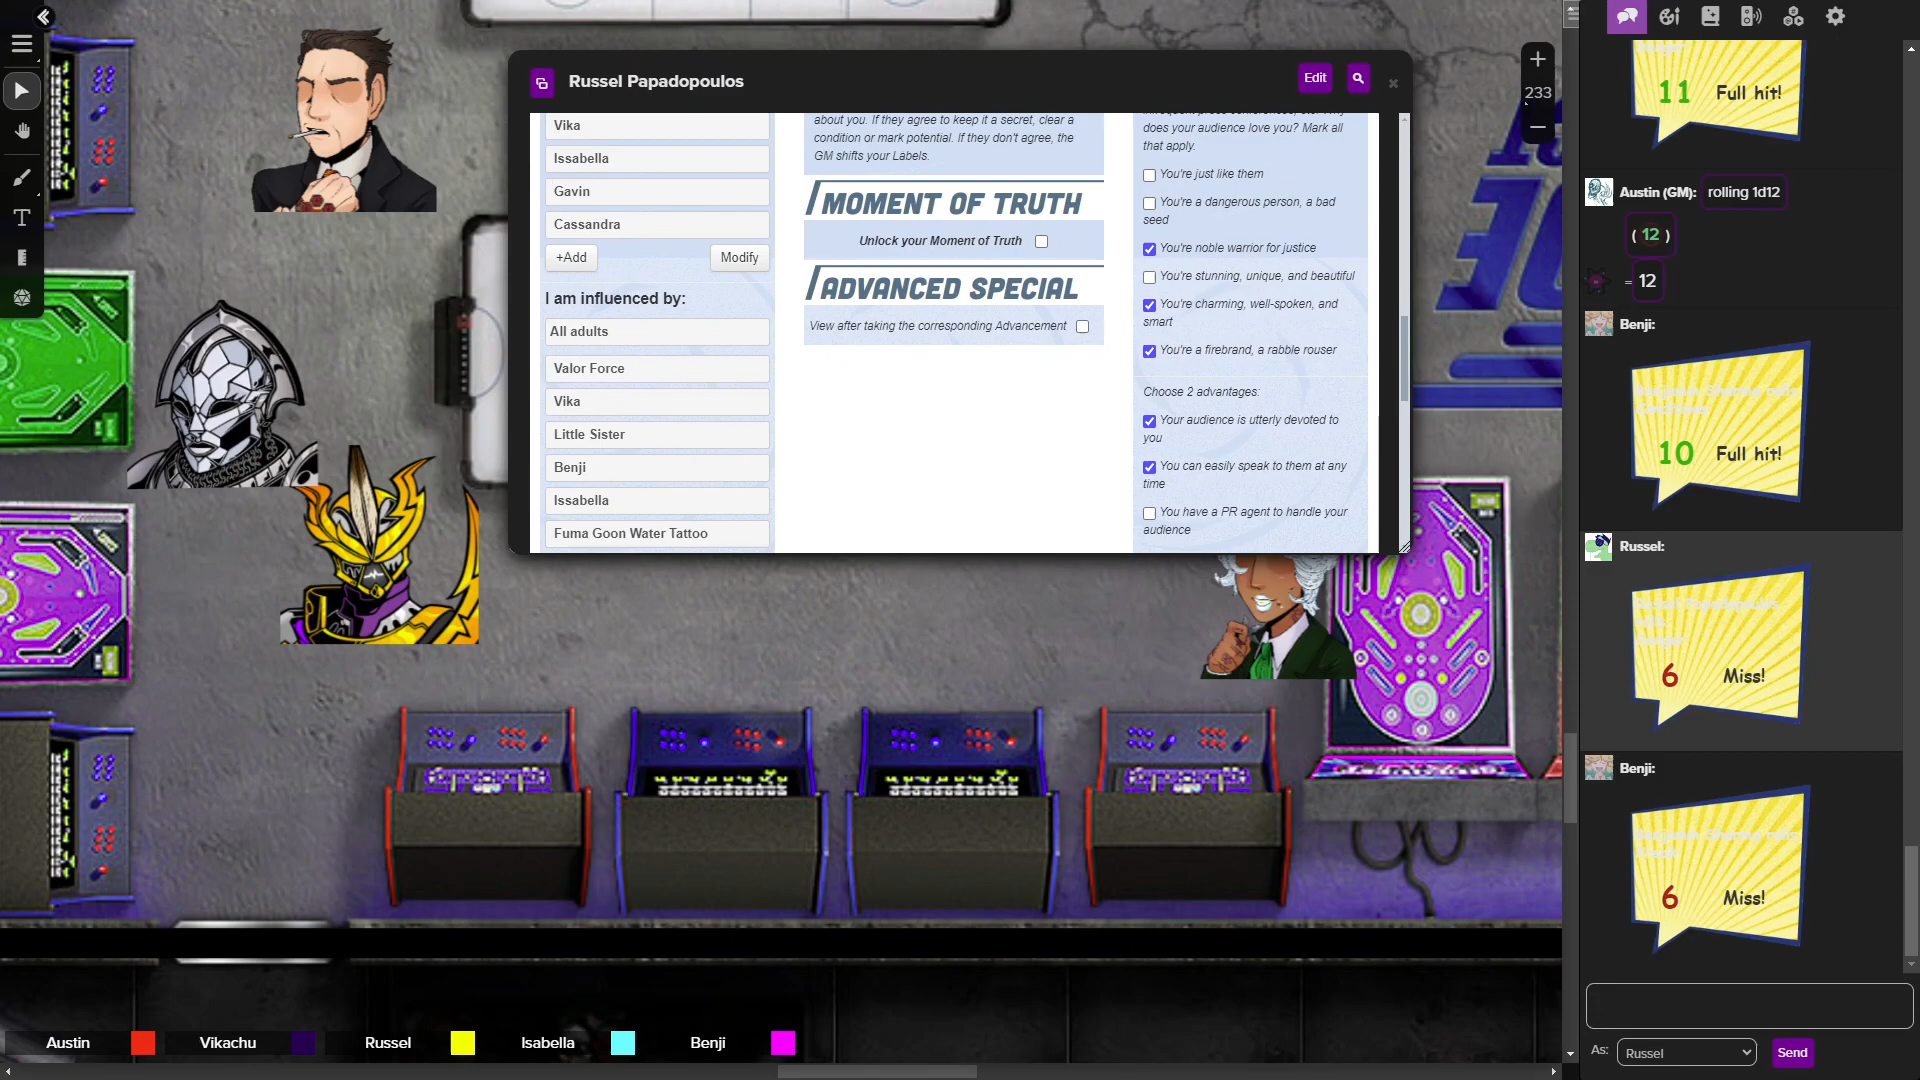 Russel Papadopoulos
Edit
Vika
Issabella
Gavin
Cassandra
+Add
Modify
I am influenced by:
All adults
Valor Force
Vika
Little Sister
Benji
Issabella
Fuma Goon Water Tattoo
about you. If they agree to keep it a secret, clear a
condition or mark potential. If they don't agree, the
GM shifts your Labels.
MOMENT OF TRUTH
Unlock your Moment of Truth
ADVANCED SPECIAL
View after taking the corresponding Advancement
does your audience love you? Mark all
that apply.
You're just like them
You're a dangerous person, a bad
seed
You're noble warrior for justice
You're stunning, unique, and beautiful
You're charming, well-spoken, and
smart
You're a firebrand, a rabble rouser
Choose 2 advantages:
Your audience is utterly devoted to
you
You can easily speak to them at any
time
You have a PR agent to handle your
audience
233
11 Full hit!
Austin (GM): rolling 1d12
(12)
=12
Benji:
10 Full hit!
Russel:
Russel Papadopoulos
6 Miss!
Benji:
6 Miss!
As: Russel Send
Austin
Vikachu
Russel
Isabella
Benji